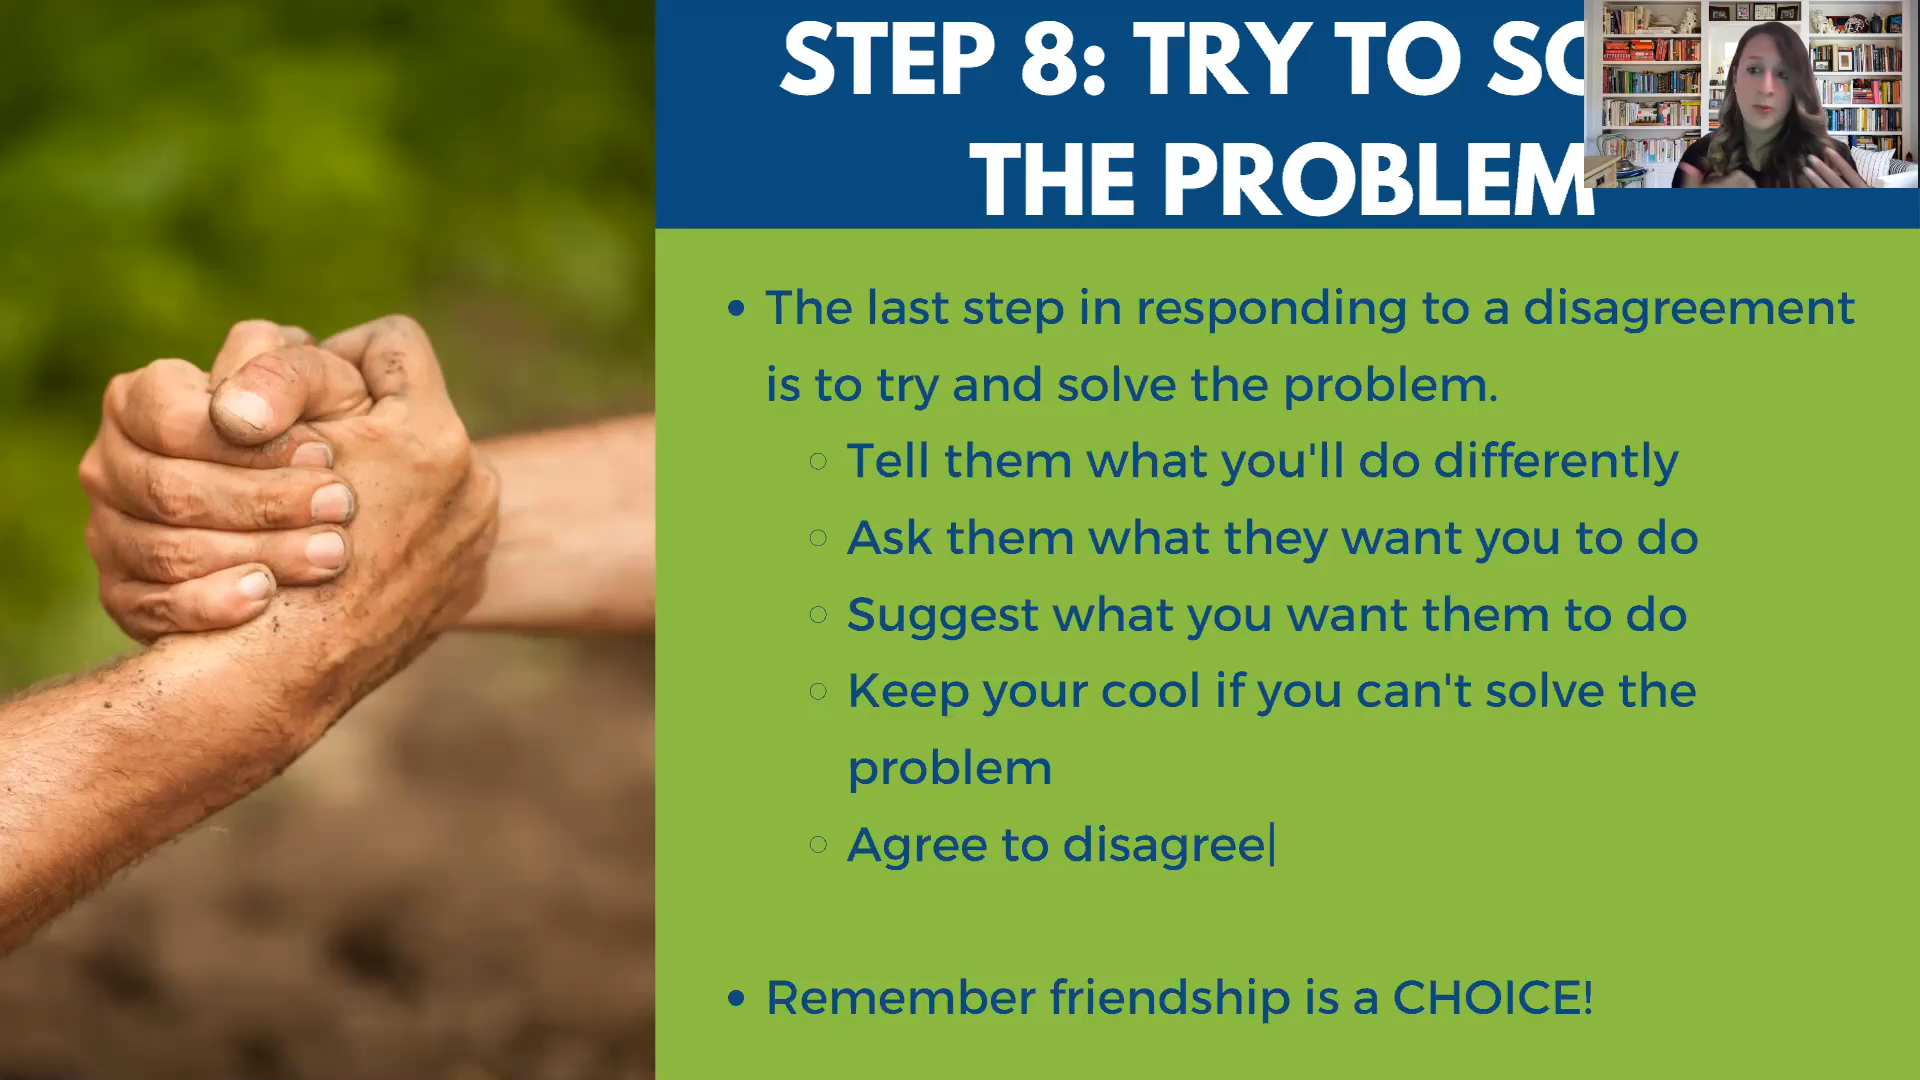 STEP 8: TRY TO SO
THE PROBLEM
• The last step in responding to a disagreement
is to try and solve the problem.
○ Tell them what you'll do differently
○ Ask them what they want you to do
○ Suggest what you want them to do
○ Keep your cool if you can't solve the
problem
○ Agree to disagree
• Remember friendship is a CHOICE!